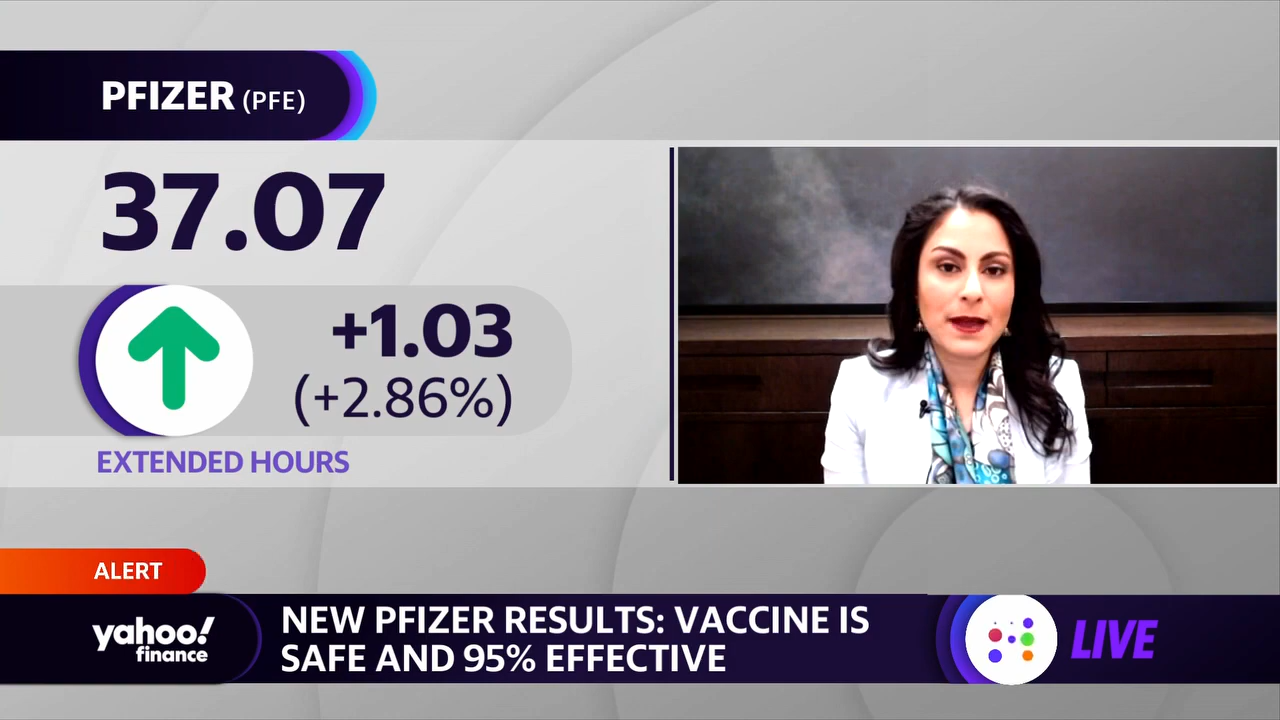 PFIZER (PFE)
37.07
+1.03
(+2.86%)
EXTENDED HOURS
ALERT
yahoo!
finance
NEW PFIZER RESULTS: VACCINE IS
SAFE AND 95% EFFECTIVE
LIVE